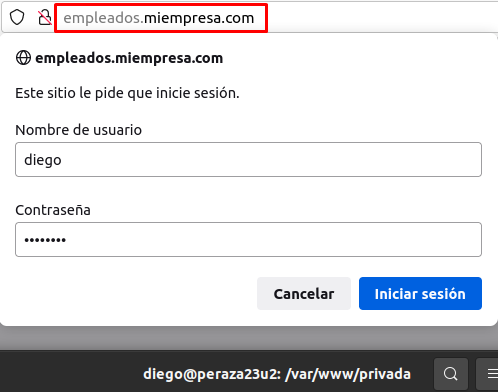 empleados.miempresa.com
empleados.miempresa.com
Este sitio le pide que inicie sesión.
Nombre de usuario
diego
Contraseña
••••••••
Cancelar
Iniciar sesión
diego@peraza23u2: /var/www/privada